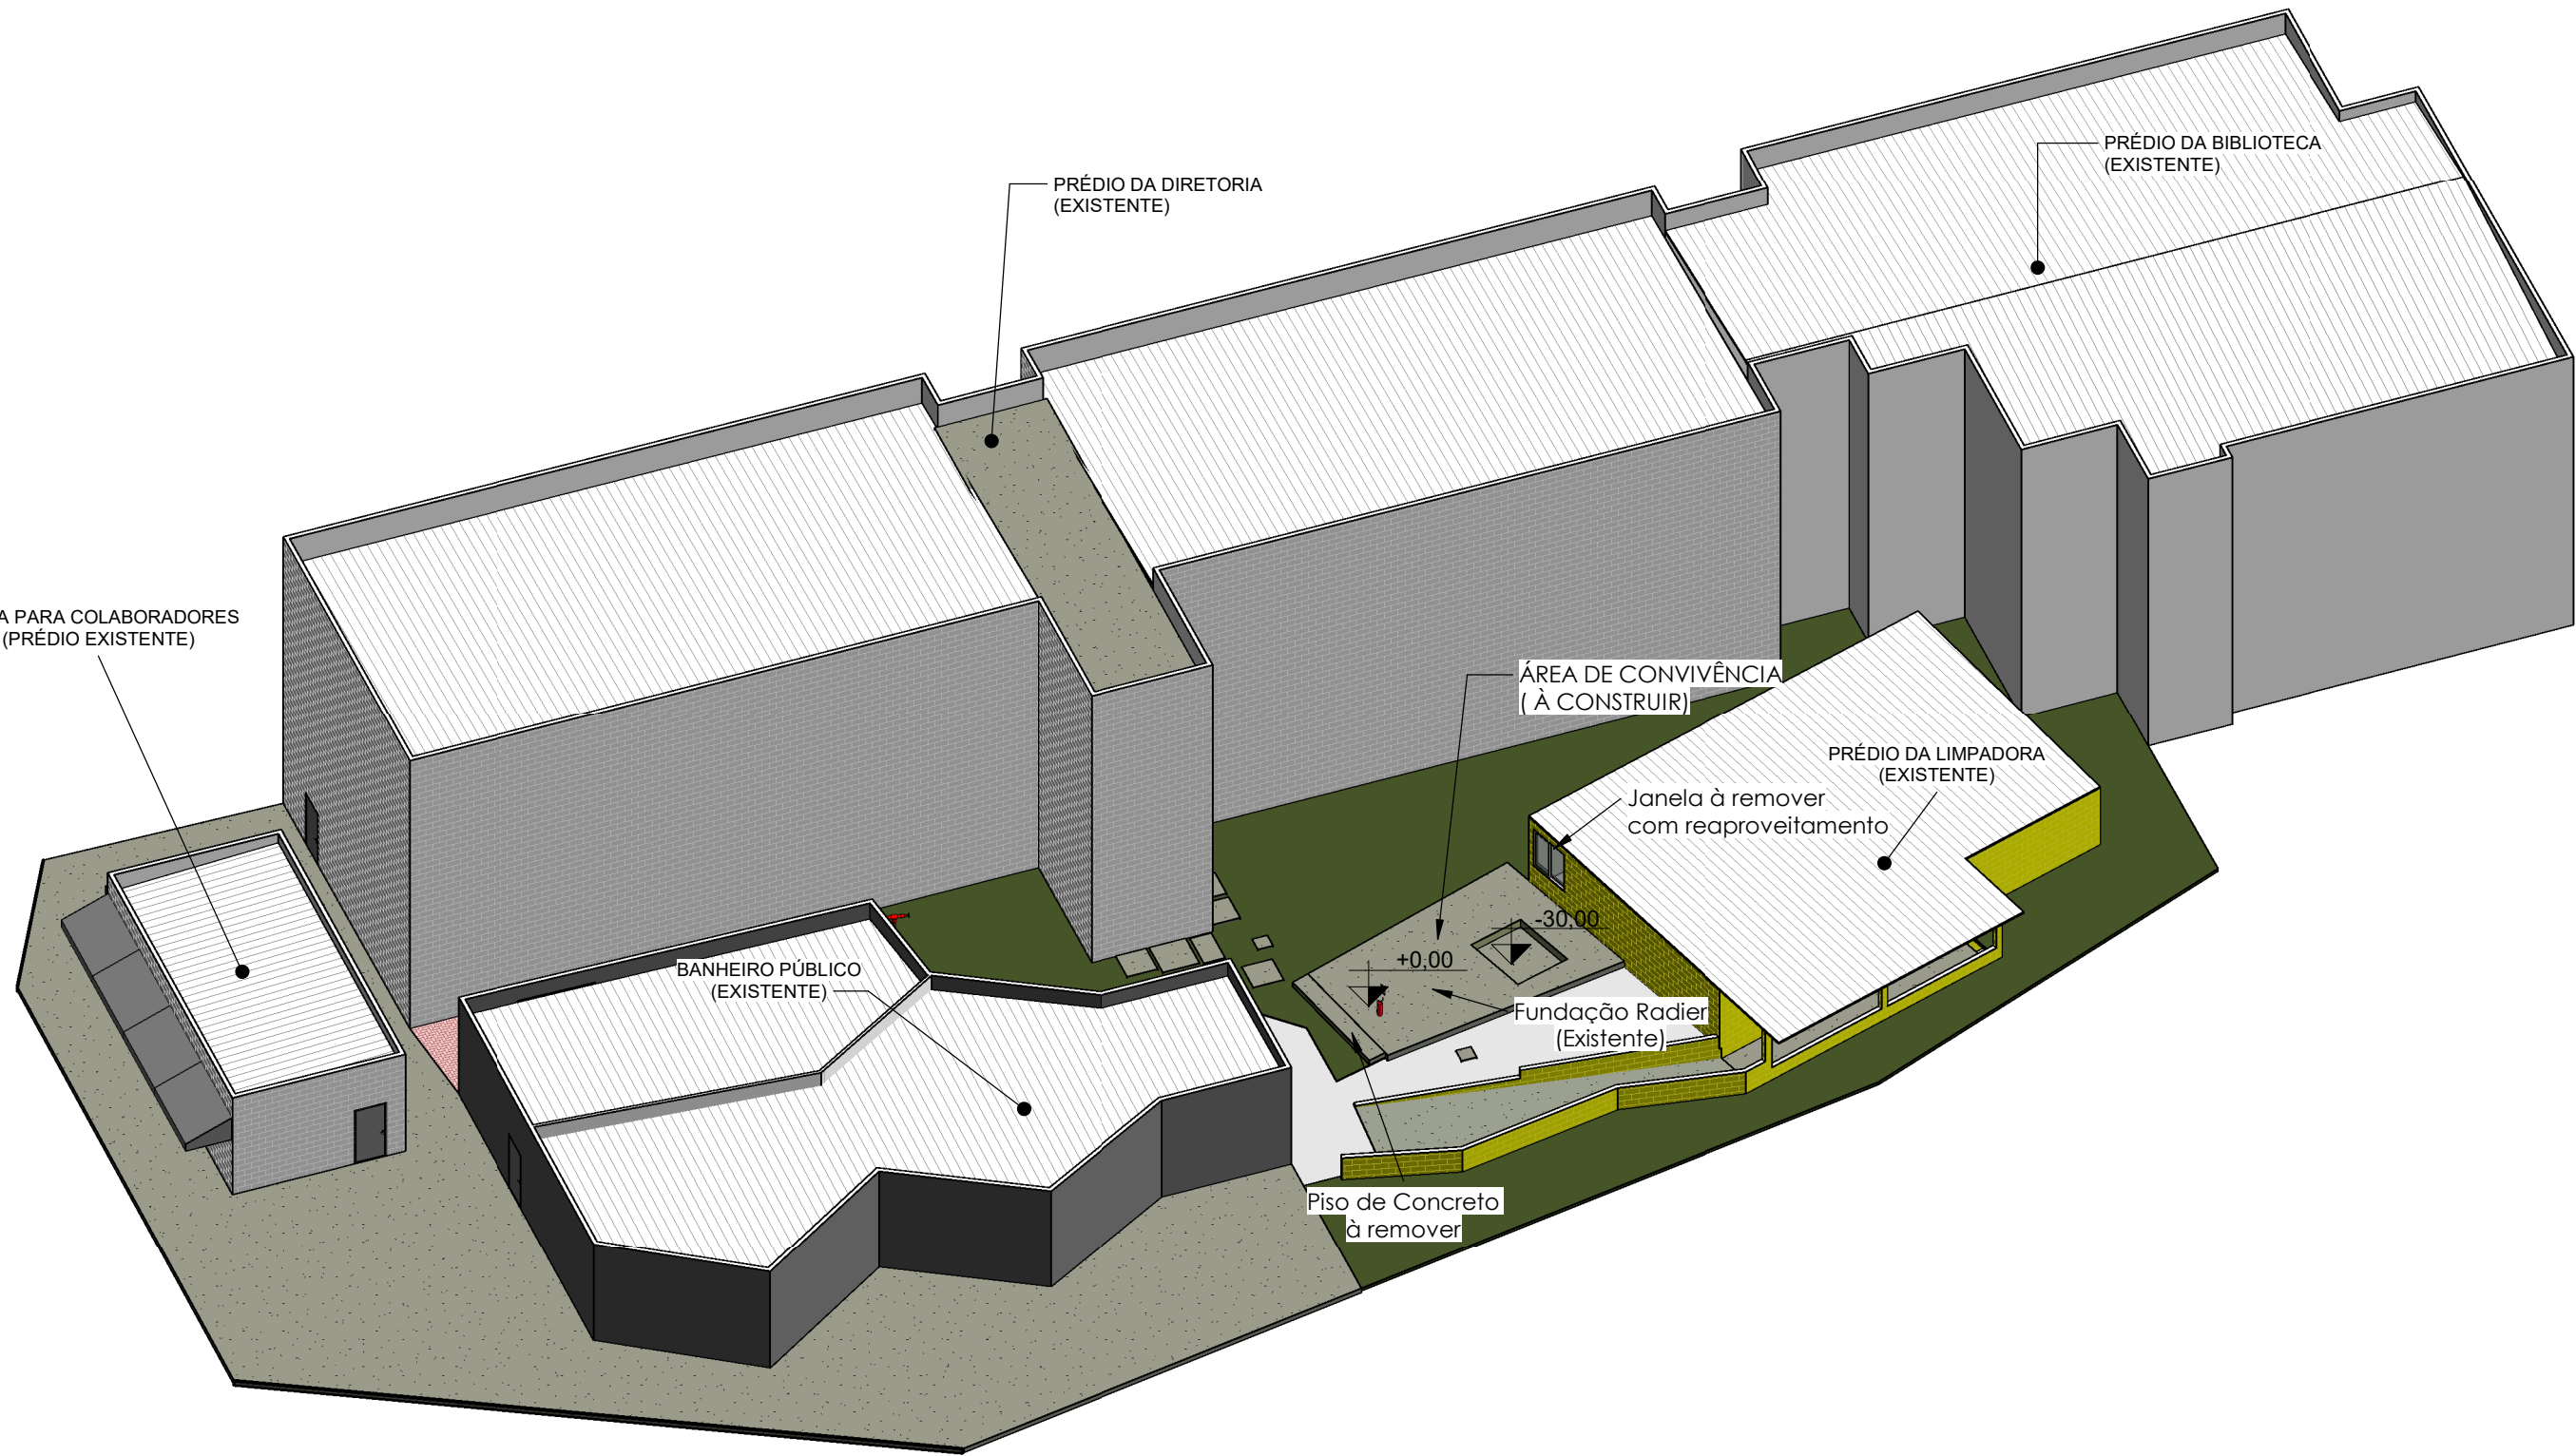 PRÉDIO DA BIBLIOTECA
(EXISTENTE)
PRÉDIO DA DIRETORIA
(EXISTENTE)
PARA COLABORADORES
(PRÉDIO EXISTENTE)
ÁREA DE CONVIVÊNCIA
( À CONSTRUIR)
PRÉDIO DA LIMPADORA
(EXISTENTE)
Janela à remover
com reaproveitamento
-30,00
+0,00
BANHEIRO PÚBLICO
(EXISTENTE)
Fundação Radier
(Existente)
Piso de Concreto
à remover